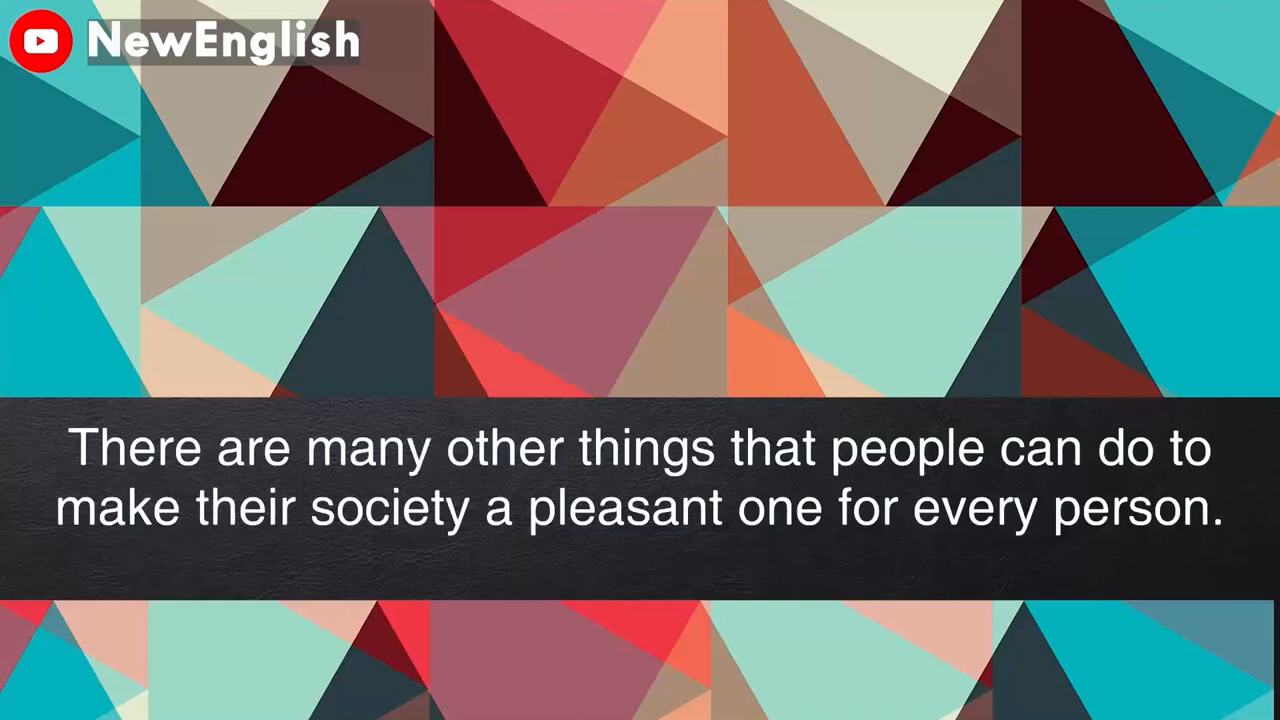 NewEnglish
There are many other things that people can do to
make their society a pleasant one for every person.